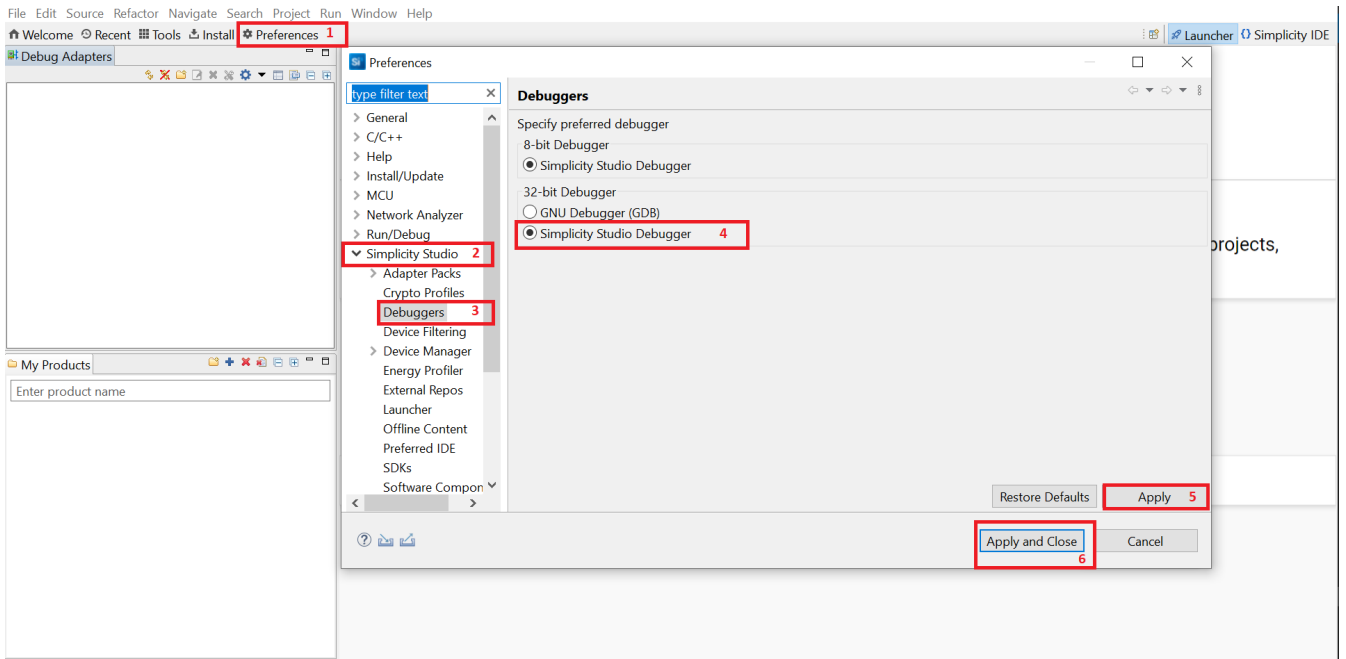 File Edit Source Refactor Navigate Search Project Run Window Help
Welcome Recent Tools Install Preferences 1
Launcher Simplicity IDE
Debug Adapters
My Products
Enter product name
Si Preferences
type filter text
General
C/C++
Help
Install/Update
MCU
Network Analyzer
Run/Debug
Simplicity Studio 2
Adapter Packs
Crypto Profiles
Debuggers 3
Device Filtering
Device Manager
Energy Profiler
External Repos
Launcher
Offline Content
Preferred IDE
SDKs
Software Compon
Debuggers
Specify preferred debugger
8-bit Debugger
Simplicity Studio Debugger
32-bit Debugger
GNU Debugger (GDB)
Simplicity Studio Debugger 4
Restore Defaults Apply 5
Apply and Close Cancel
6
projects,